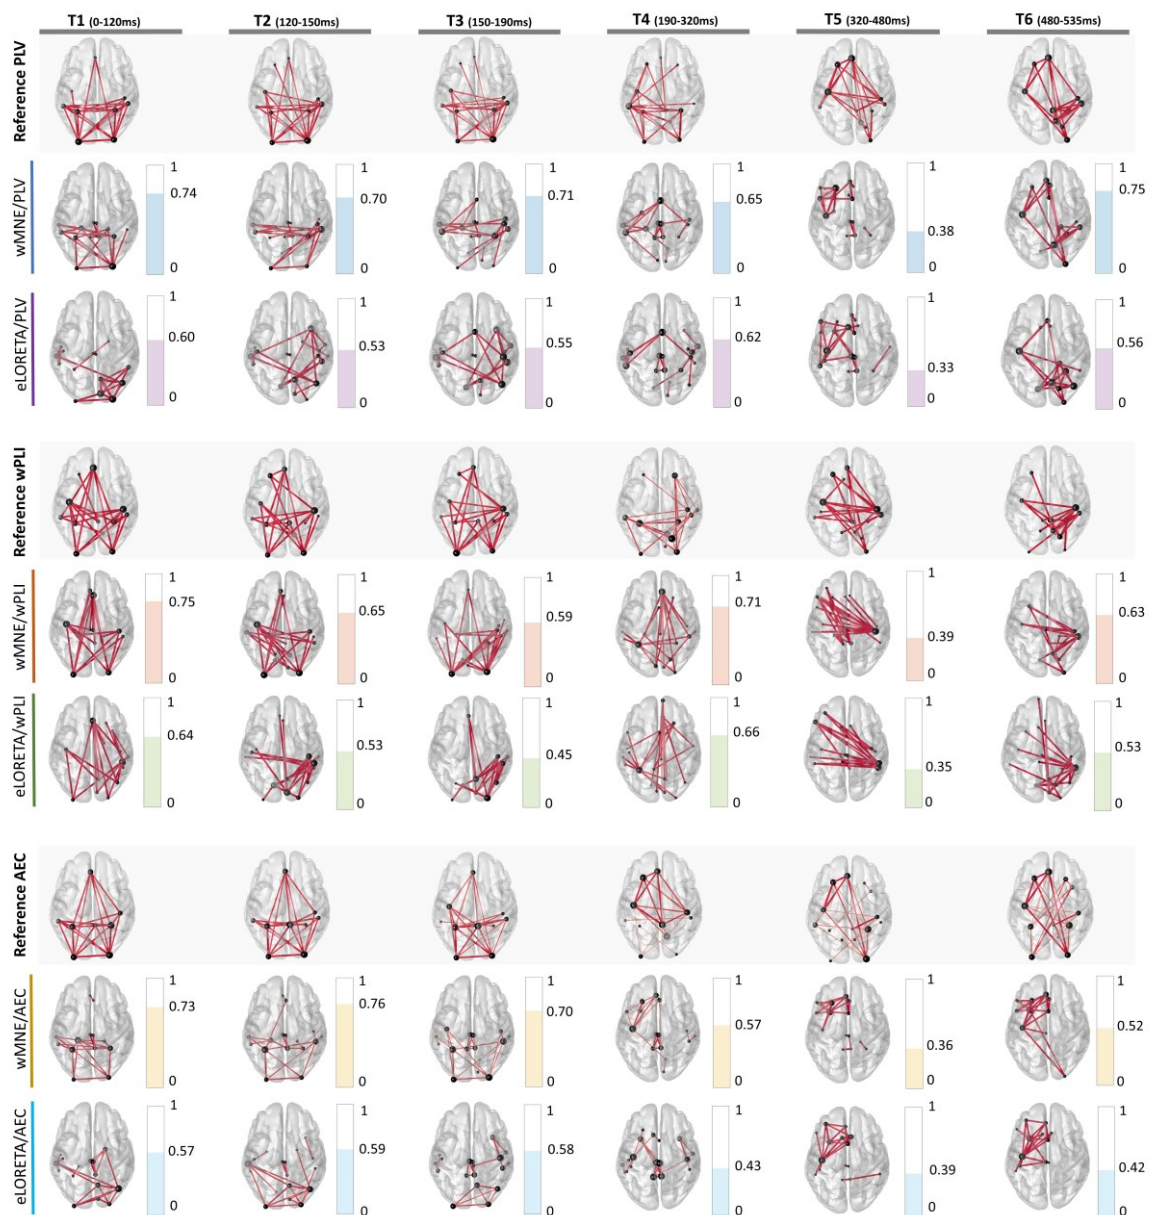 T1 (0-120ms) T2 (120-150ms) T3 (150-190ms) T4 (190-320ms) T5 (320-480ms) T6 (480-535ms)
Reference PLV
wMNE/PLV
1 1 1 1 1 1
0.74 0.70 0.71 0.65 0.38 0.75
0 0 0 0 0 0
eLORETA/PLV
1 1 1 1 1 1
0.60 0.53 0.55 0.62 0.33 0.56
0 0 0 0 0 0
Reference wPLI
wMNE/wPLI
1 1 1 1 1 1
0.75 0.65 0.59 0.71 0.39 0.63
0 0 0 0 0 0
eLORETA/wPLI
1 1 1 1 1 1
0.64 0.53 0.45 0.66 0.35 0.53
0 0 0 0 0 0
Reference AEC
wMNE/AEC
1 1 1 1 1 1
0.73 0.76 0.70 0.57 0.36 0.52
0 0 0 0 0 0
eLORETA/AEC
1 1 1 1 1 1
0.57 0.59 0.58 0.43 0.39 0.42
0 0 0 0 0 0